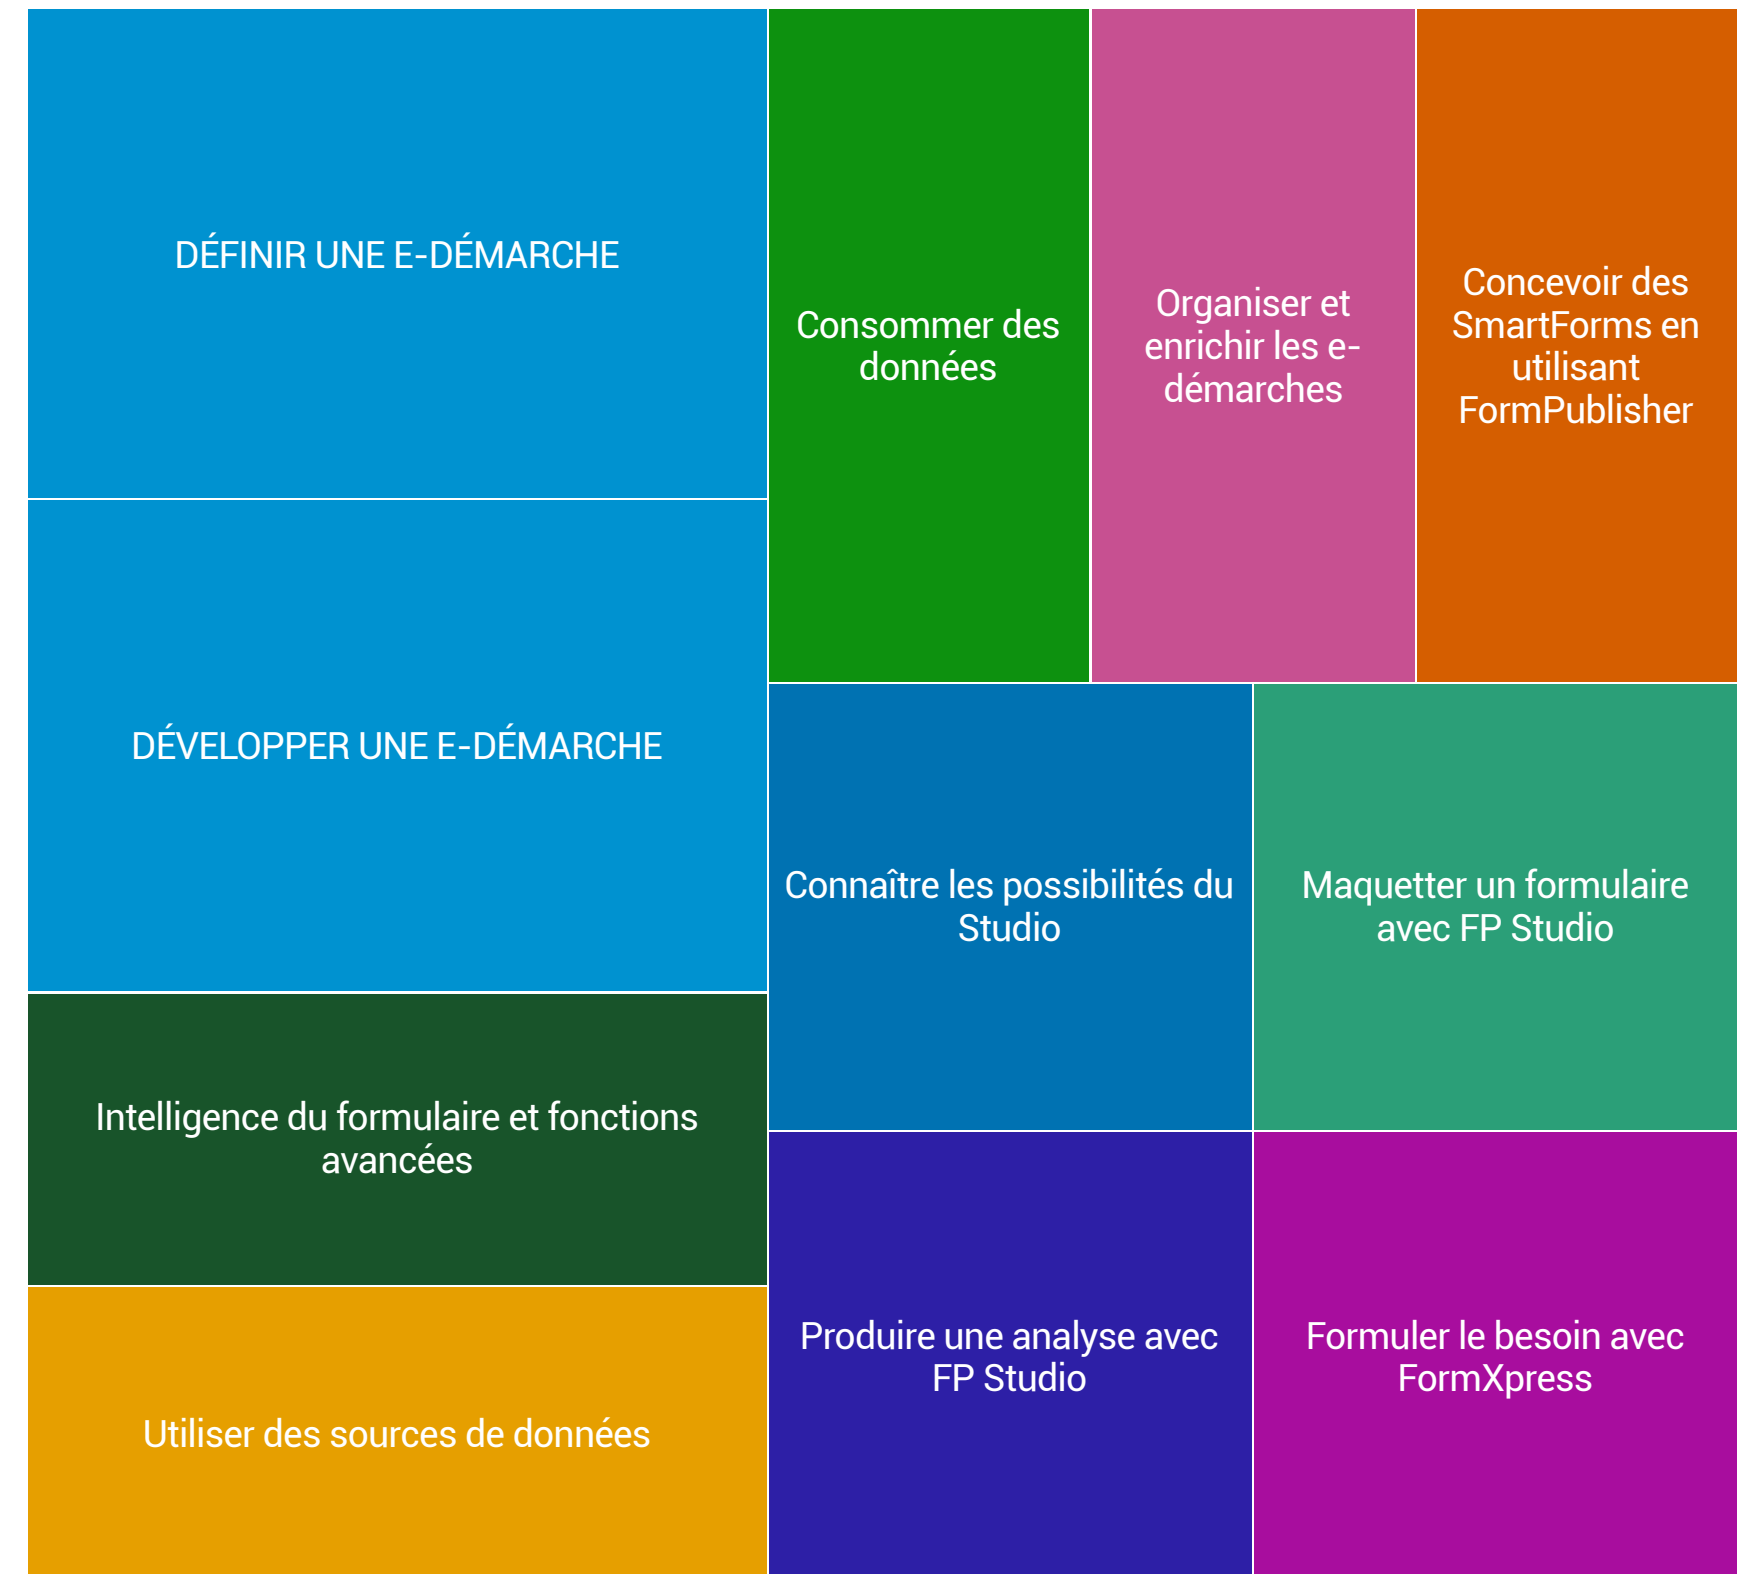 DÉFINIR UNE E-DÉMARCHE
DÉVELOPPER UNE E-DÉMARCHE
Intelligence du formulaire et fonctions
avancées
Utiliser des sources de données
Consommer des
données
Organiser et
enrichir les e-
démarches
Concevoir des
SmartForms en
utilisant
FormPublisher
Connaître les possibilités du
Studio
Maquetter un formulaire
avec FP Studio
Produire une analyse avec
FP Studio
Formuler le besoin avec
FormXpress